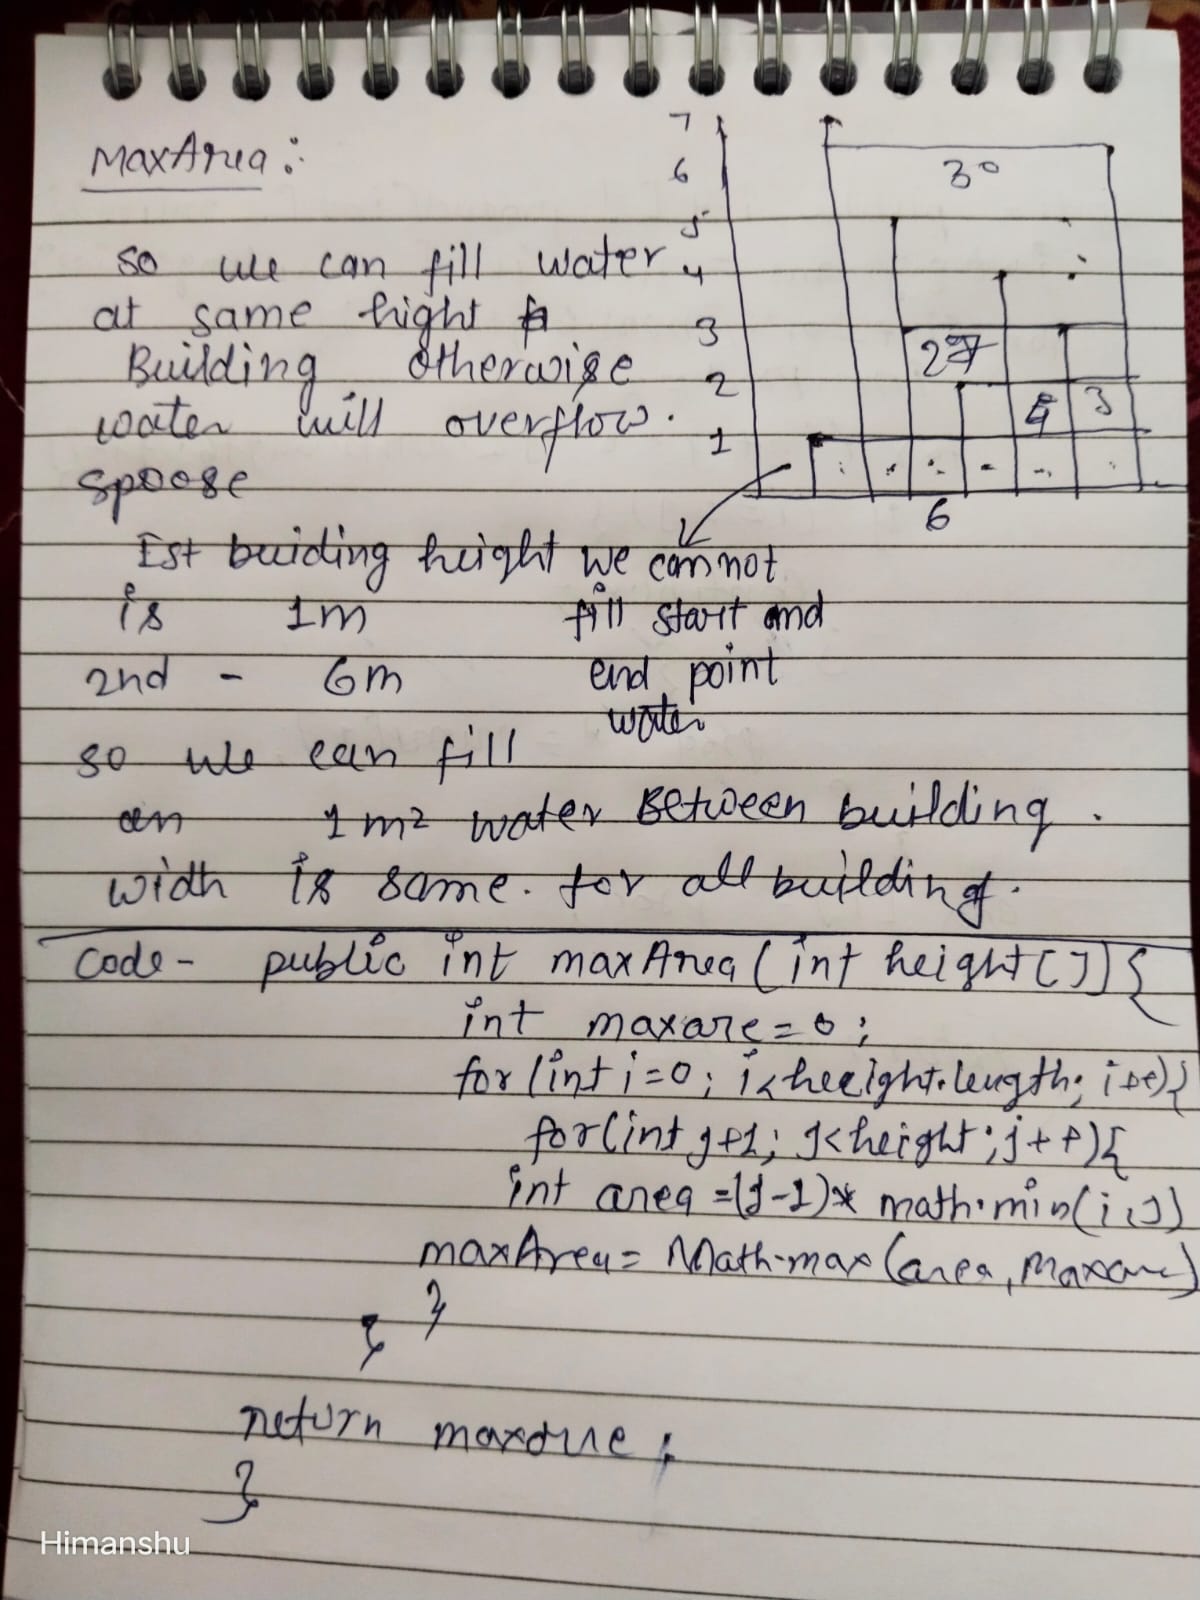 MaxArea :
7
6
5
4
3
2
1
30
27
3
6
so we can fill water
at same hight
Building otherwise
water will overflow.
spoose
Ist buiding height
is 1m
2nd - 6m
we cannot
fill start and
end point
water
so we can fill
an 1 m2 water Between building .
widh is same. for all building.
code- public int maxArea (int height[]){
int maxare = 0 ;
for (int i=0; i<heeight.length; i++){
for(int j+1; j<height; j++){
int area =(j-1)* math.min(i,j)
maxArea= Math.max (area, maxare)
}
}
return maxare ;
}
Himanshu